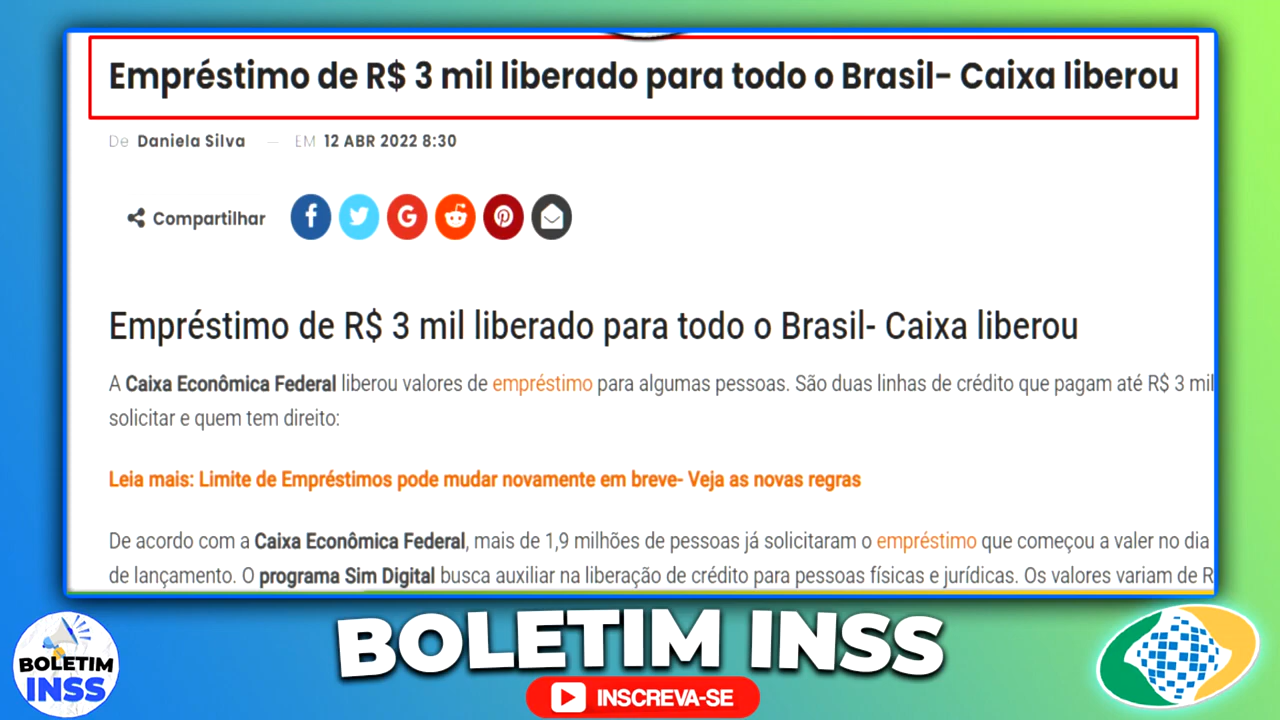 Empréstimo de R$ 3 mil liberado para todo o Brasil- Caixa liberou
De Daniela Silva — EM 12 ABR 2022 8:30
Compartilhar
Empréstimo de R$ 3 mil liberado para todo o Brasil- Caixa liberou
A Caixa Econômica Federal liberou valores de empréstimo para algumas pessoas. São duas linhas de crédito que pagam até R$ 3 mil
solicitar e quem tem direito:
Leia mais: Limite de Empréstimos pode mudar novamente em breve- Veja as novas regras
De acordo com a Caixa Econômica Federal, mais de 1,9 milhões de pessoas já solicitaram o empréstimo que começou a valer no dia
de lançamento. O programa Sim Digital busca auxiliar na liberação de crédito para pessoas físicas e jurídicas. Os valores variam de R
BOLETIM INSS
INSCREVA-SE
BOLETIM
INSS